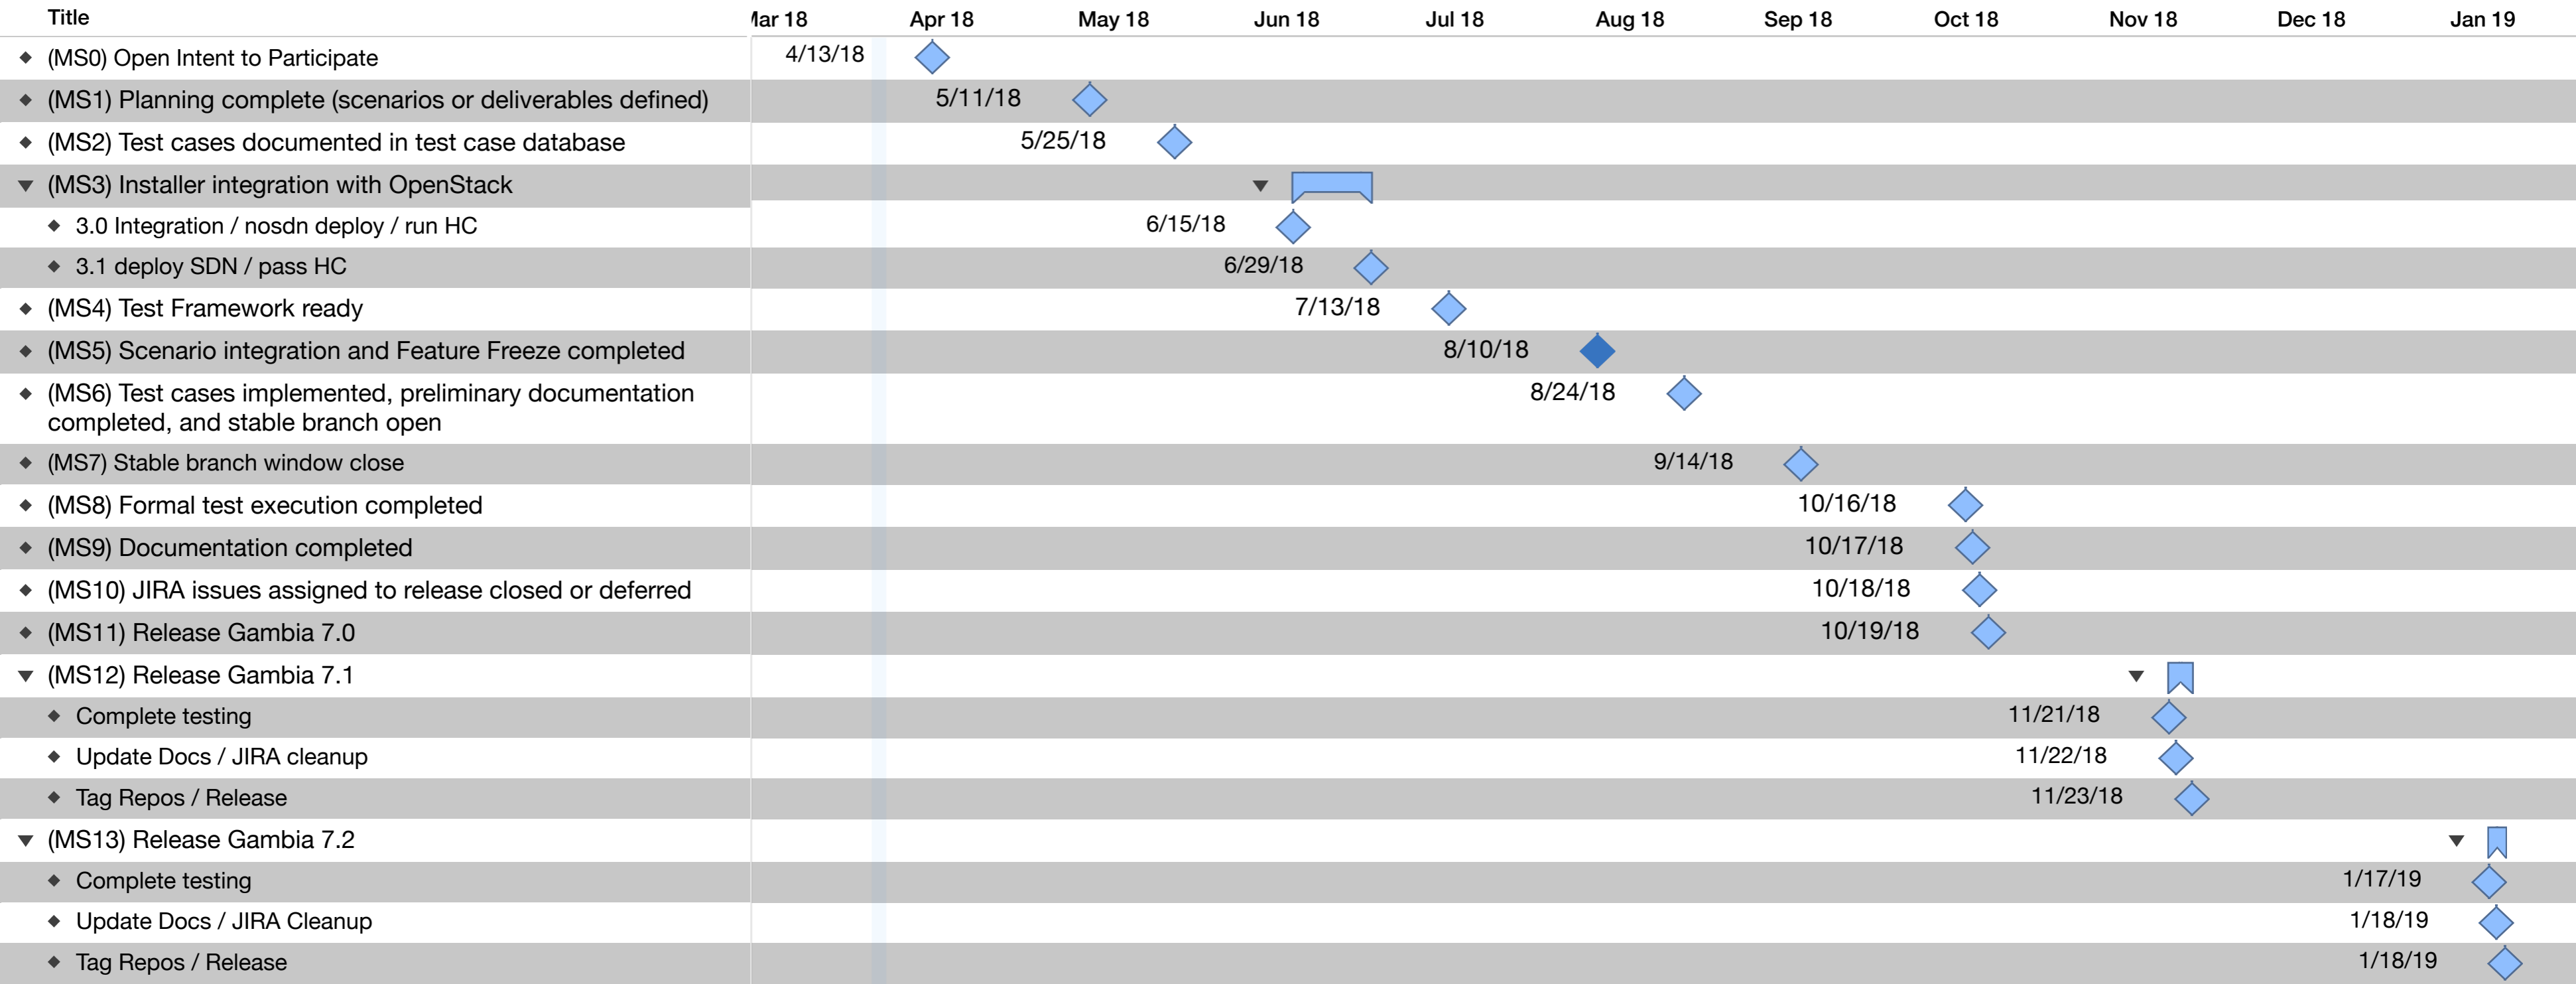 Title Mar 18 Apr 18 May 18 Jun 18 Jul 18 Aug 18 Sep 18 Oct 18 Nov 18 Dec 18 Jan 19
(MS0) Open Intent to Participate 4/13/18
(MS1) Planning complete (scenarios or deliverables defined) 5/11/18
(MS2) Test cases documented in test case database 5/25/18
(MS3) Installer integration with OpenStack
3.0 Integration / nosdn deploy / run HC 6/15/18
3.1 deploy SDN / pass HC 6/29/18
(MS4) Test Framework ready 7/13/18
(MS5) Scenario integration and Feature Freeze completed 8/10/18
(MS6) Test cases implemented, preliminary documentation 8/24/18
completed, and stable branch open
(MS7) Stable branch window close 9/14/18
(MS8) Formal test execution completed 10/16/18
(MS9) Documentation completed 10/17/18
(MS10) JIRA issues assigned to release closed or deferred 10/18/18
(MS11) Release Gambia 7.0 10/19/18
(MS12) Release Gambia 7.1
Complete testing 11/21/18
Update Docs / JIRA cleanup 11/22/18
Tag Repos / Release 11/23/18
(MS13) Release Gambia 7.2
Complete testing 1/17/19
Update Docs / JIRA Cleanup 1/18/19
Tag Repos / Release 1/18/19